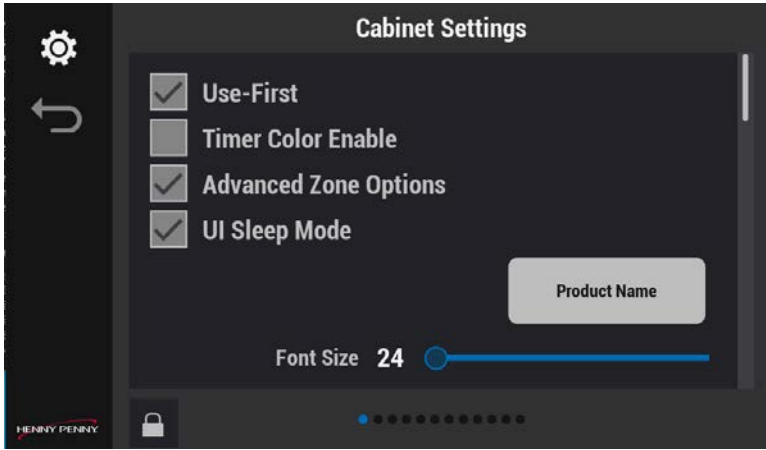 Cabinet Settings
Use-First
Timer Color Enable
Advanced Zone Options
UI Sleep Mode
Product Name
Font Size 24
HENNY PENNY